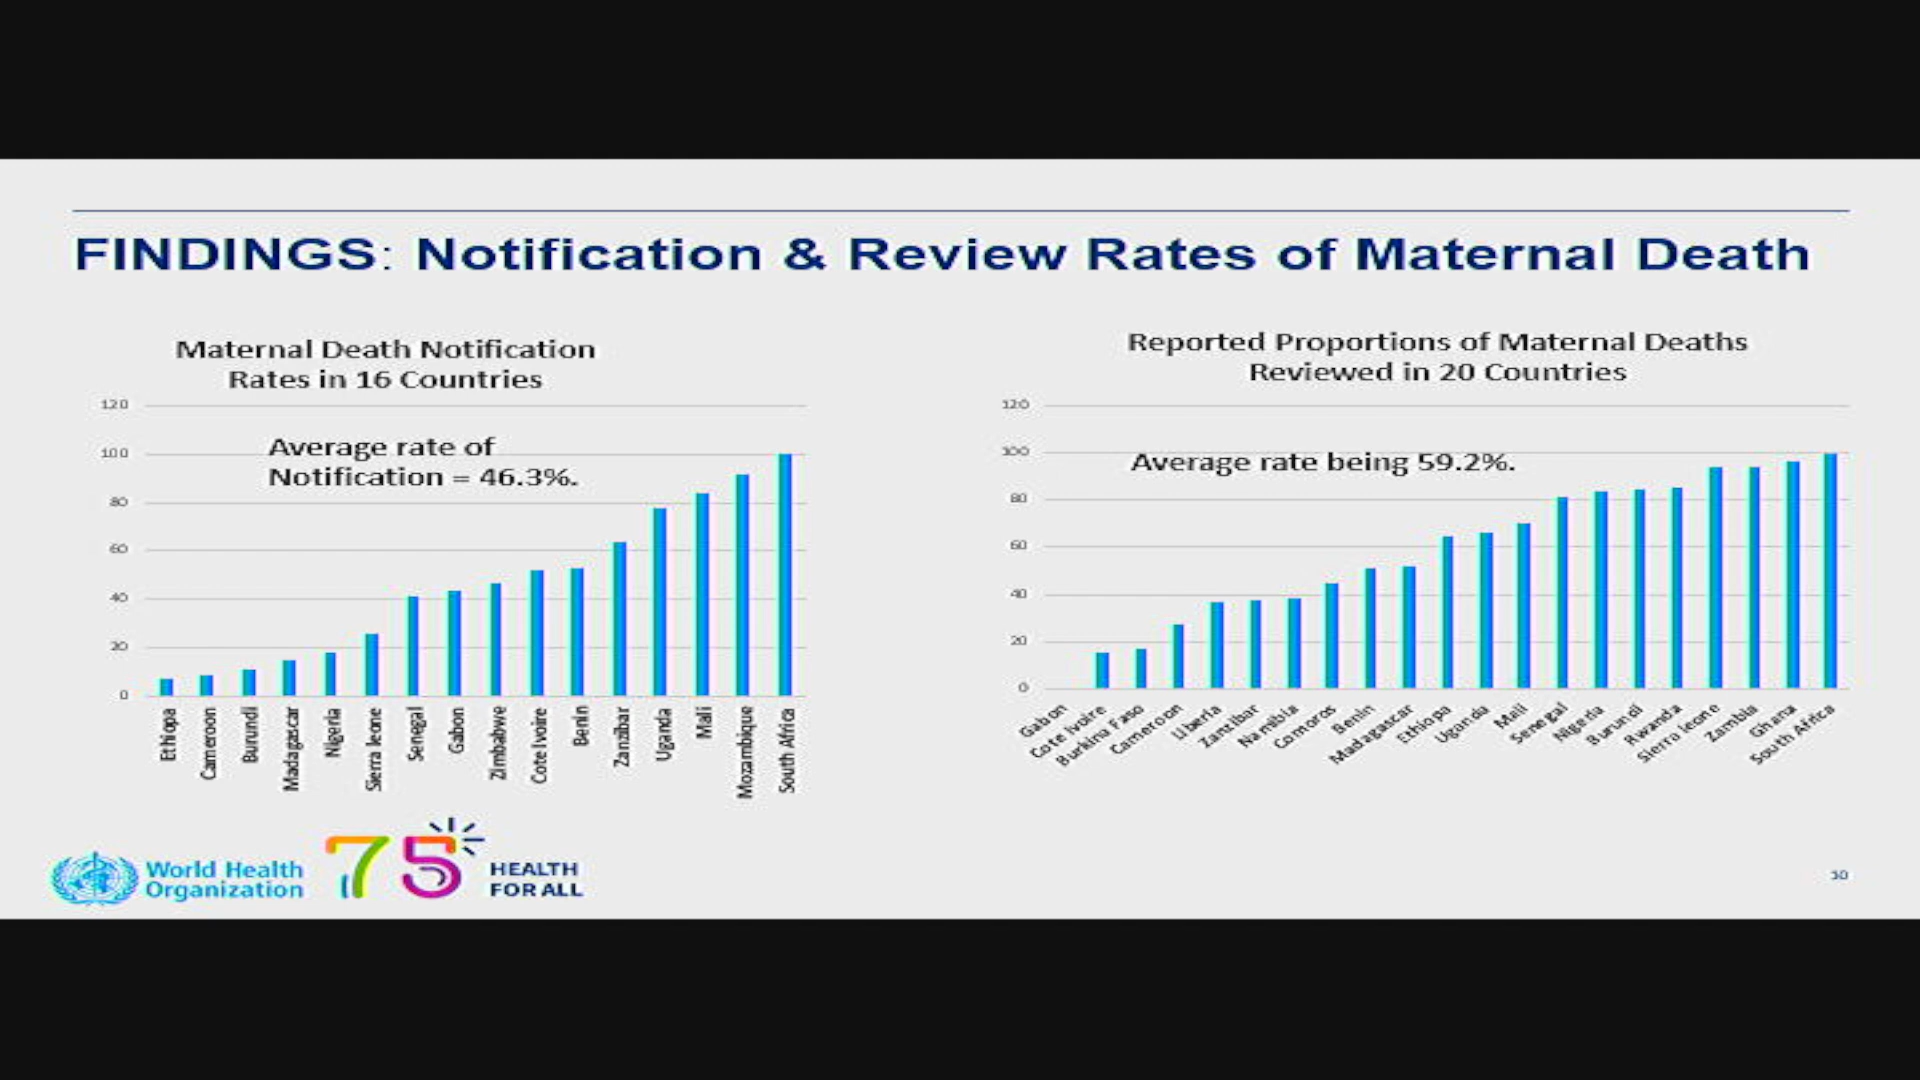 FINDINGS: Notification & Review Rates of Maternal Death
Maternal Death Notification
Rates in 16 Countries
120
100
80
60
40
20
0
Average rate of
Notification = 46.3%.
Ethiopa
Cameroon
Burundi
Madagascar
Nigeria
Sierra leone
Senegal
Gabon
Zimbabwe
Cote Ivoire
Benin
Zanzibar
Uganda
Mali
Mozambique
South Africa
Reported Proportions of Maternal Deaths
Reviewed in 20 Countries
120
100
80
60
40
20
0
Average rate being 59.2%.
Gabon
Cote Ivoire
Burkina Faso
Cameroon
Liberia
Zanzibar
Namibia
Comoros
Benin
Madagascar
Ethiopa
Uganda
Mali
Senegal
Nigeria
Burundi
Rwanda
Sierra leone
Zambia
Ghana
South Africa
World Health
Organization
75
HEALTH
FOR ALL
10